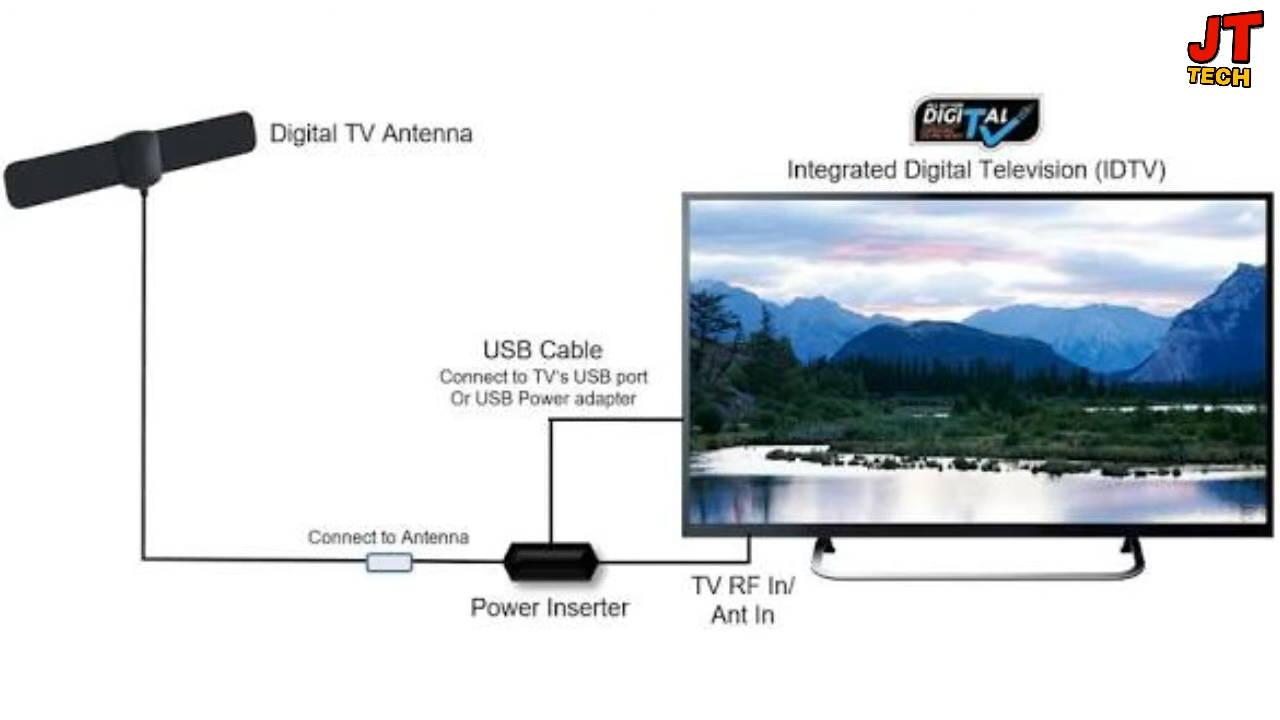 JT
TECH
Digital TV Antenna
DIGITAL
TV
Integrated Digital Television (IDTV)
USB Cable
Connect to TV's USB port
Or USB Power adapter
Connect to Antenna
Power Inserter
TV RF In/
Ant In